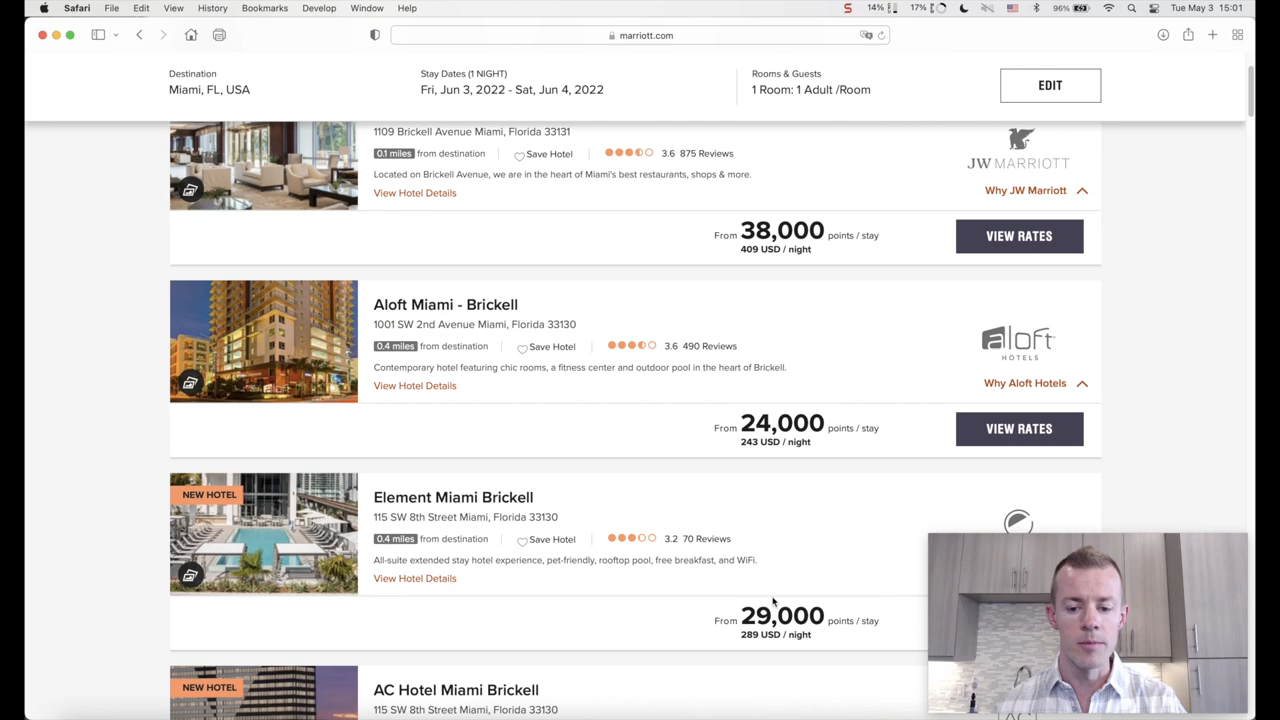 Safari File Edit View History Bookmarks Develop Window Help 14% 17% 96% Tue May 3 15:01
marriott.com
Destination Stay Dates (1 NIGHT) Rooms & Guests
Miami, FL, USA Fri, Jun 3, 2022 - Sat, Jun 4, 2022 1 Room: 1 Adult /Room EDIT
1109 Brickell Avenue Miami, Florida 33131
0.1 miles from destination Save Hotel 3.6 875 Reviews
JW MARRIOTT
Located on Brickell Avenue, we are in the heart of Miami's best restaurants, shops & more.
View Hotel Details Why JW Marriott
From 38,000 points / stay VIEW RATES
409 USD / night
Aloft Miami - Brickell
1001 SW 2nd Avenue Miami, Florida 33130
0.4 miles from destination Save Hotel 3.6 490 Reviews
aloft
HOTELS
Contemporary hotel featuring chic rooms, a fitness center and outdoor pool in the heart of Brickell.
View Hotel Details Why Aloft Hotels
From 24,000 points / stay VIEW RATES
243 USD / night
NEW HOTEL Element Miami Brickell
115 SW 8th Street Miami, Florida 33130
0.4 miles from destination Save Hotel 3.2 70 Reviews
All-suite extended stay hotel experience, pet-friendly, rooftop pool, free breakfast, and WiFi.
View Hotel Details
From 29,000 points / stay
289 USD / night
NEW HOTEL AC Hotel Miami Brickell
115 SW 8th Street Miami, Florida 33130